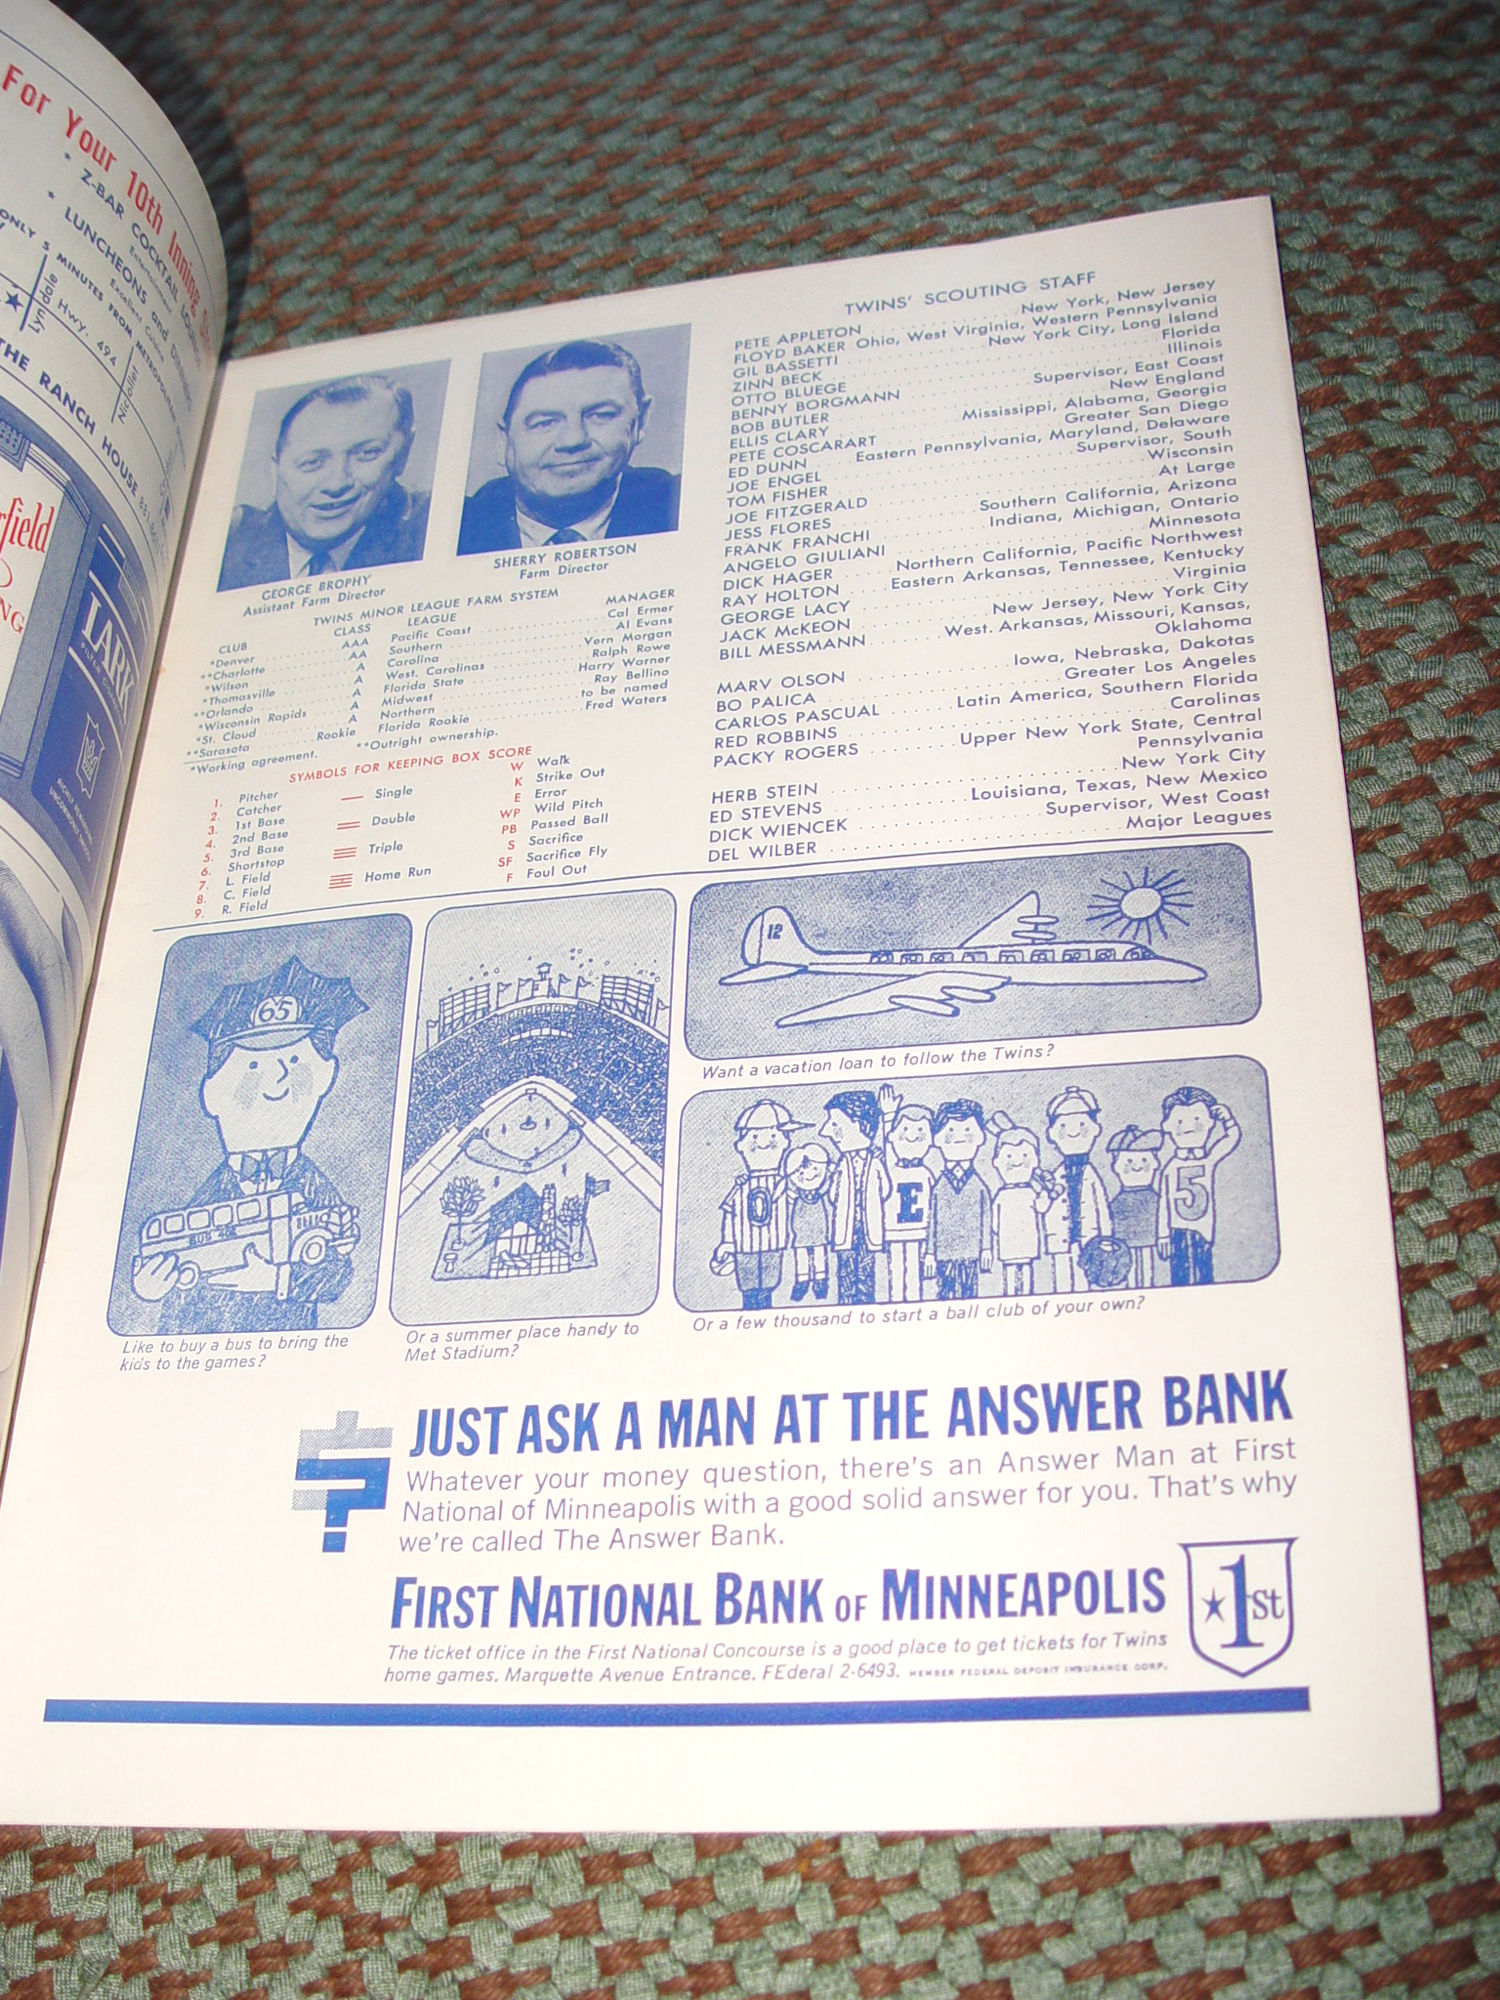 For Your 10th Inning
* Z-BAR COCKTAIL
Entertainment
* LUNCHEONS and
Excellent Cuisine
ONLY 5 MINUTES FROM METROPOLITAN
Lyndale
Hwy. 494
Nicollet
THE RANCH HOUSE
rfield
NG
LARK
FILTER
GEORGE BROPHY
Assistant Farm Director
SHERRY ROBERTSON
Farm Director
TWINS MINOR LEAGUE FARM SYSTEM
CLUB CLASS LEAGUE MANAGER
*Denver AAA Pacific Coast Cal Ermer
**Charlotte AA Southern Al Evans
*Wilson A Carolina Vern Morgan
*Thomasville A West. Carolinas Ralph Rowe
**Orlando A Florida State Harry Warner
*Wisconsin Rapids A Midwest Ray Bellino
*St. Cloud A Northern to be named
**Sarasota Rookie Florida Rookie Fred Waters
*Working agreement. **Outright ownership.
SYMBOLS FOR KEEPING BOX SCORE
1. Pitcher
2. Catcher
3. 1st Base
4. 2nd Base
5. 3rd Base
6. Shortstop
7. L. Field
8. C. Field
9. R. Field
Single
Double
Triple
Home Run
W Walk
K Strike Out
E Error
WP Wild Pitch
PB Passed Ball
S Sacrifice
SF Sacrifice Fly
F Foul Out
TWINS' SCOUTING STAFF
PETE APPLETON New York, New Jersey
FLOYD BAKER Ohio, West Virginia, Western Pennsylvania
GIL BASSETTI New York City, Long Island
ZINN BECK Florida
OTTO BLUEGE Illinois
BENNY BORGMANN Supervisor, East Coast
BOB BUTLER New England
ELLIS CLARY Mississippi, Alabama, Georgia
PETE COSCARART Greater San Diego
ED DUNN Eastern Pennsylvania, Maryland, Delaware
JOE ENGEL Supervisor, South
TOM FISHER Wisconsin
JOE FITZGERALD At Large
JESS FLORES Southern California, Arizona
FRANK FRANCHI Indiana, Michigan, Ontario
ANGELO GIULIANI Minnesota
DICK HAGER Northern California, Pacific Northwest
RAY HOLTON Eastern Arkansas, Tennessee, Kentucky
GEORGE LACY Virginia
JACK McKEON New Jersey, New York City
BILL MESSMANN West. Arkansas, Missouri, Kansas,
Oklahoma
MARV OLSON Iowa, Nebraska, Dakotas
BO PALICA Greater Los Angeles
CARLOS PASCUAL Latin America, Southern Florida
RED ROBBINS Carolinas
PACKY ROGERS Upper New York State, Central
Pennsylvania
HERB STEIN New York City
ED STEVENS Louisiana, Texas, New Mexico
DICK WIENCEK Supervisor, West Coast
DEL WILBER Major Leagues
65
BUS
12
O
E
5
Like to buy a bus to bring the
kids to the games?
Or a summer place handy to
Met Stadium?
Want a vacation loan to follow the Twins?
Or a few thousand to start a ball club of your own?
JUST ASK A MAN AT THE ANSWER BANK
Whatever your money question, there's an Answer Man at First
National of Minneapolis with a good solid answer for you. That's why
we're called The Answer Bank.
FIRST NATIONAL BANK OF MINNEAPOLIS
1St
The ticket office in the First National Concourse is a good place to get tickets for Twins
home games. Marquette Avenue Entrance. FEderal 2-6493. MEMBER FEDERAL DEPOSIT INSURANCE CORP.